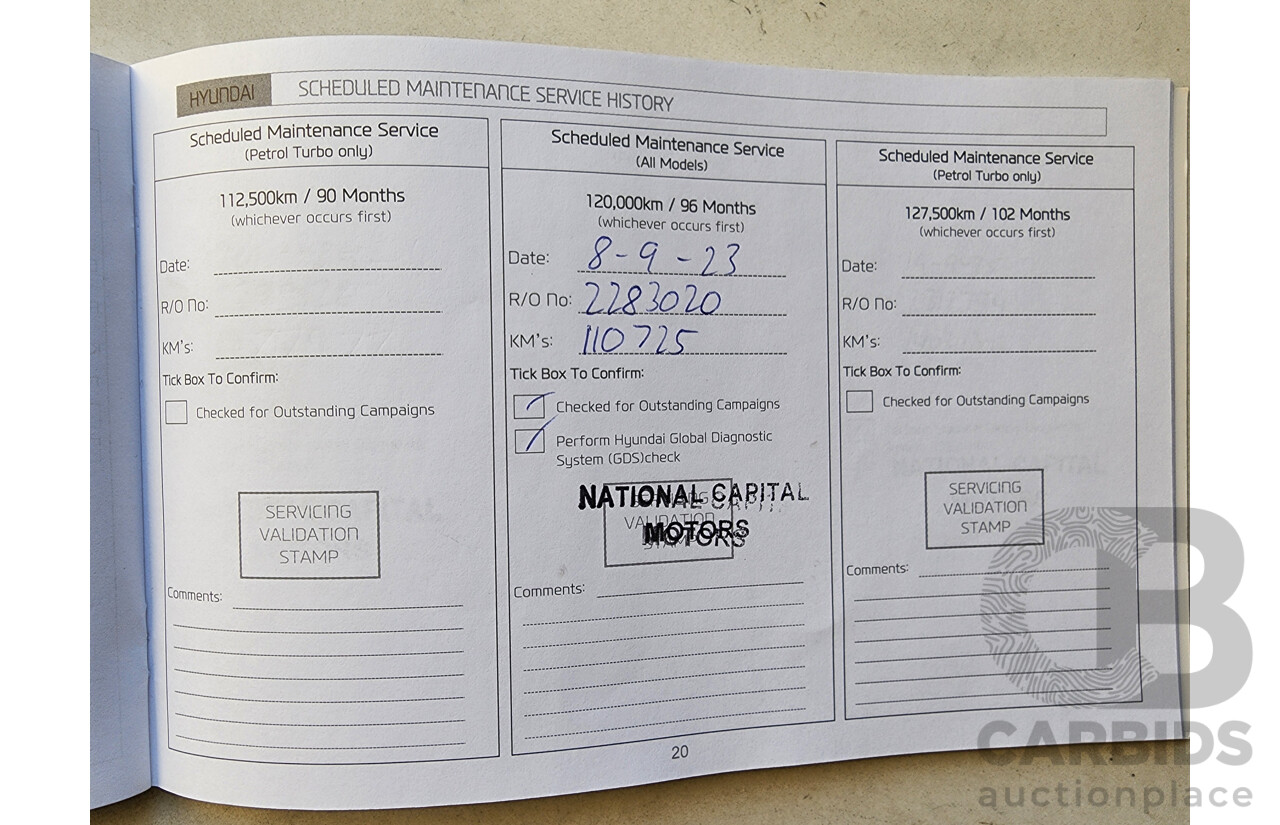 HYUNDAI SCHEDULED MAINTENANCE SERVICE HISTORY
Scheduled Maintenance Service
(Petrol Turbo only)
112,500km / 90 Months
(whichever occurs first)
Date:
R/O No:
KM's:
Tick Box To Confirm:
Checked for Outstanding Campaigns
SERVICING
VALIDATION
STAMP
Comments:
Scheduled Maintenance Service
(All Models)
120,000km / 96 Months
(whichever occurs first)
Date: 8-9-23
R/O No: 2283020
KM's: 110725
Tick Box To Confirm:
Checked for Outstanding Campaigns
Perform Hyundai Global Diagnostic
System (GDS)check
NATIONAL CAPITAL
VALIDATION
MOTORS
STAMP
Comments:
Scheduled Maintenance Service
(Petrol Turbo only)
127,500km / 102 Months
(whichever occurs first)
Date:
R/O No:
KM's:
Tick Box To Confirm:
Checked for Outstanding Campaigns
SERVICING
VALIDATION
STAMP
Comments:
20
CB
CARBIDS
auctionplace